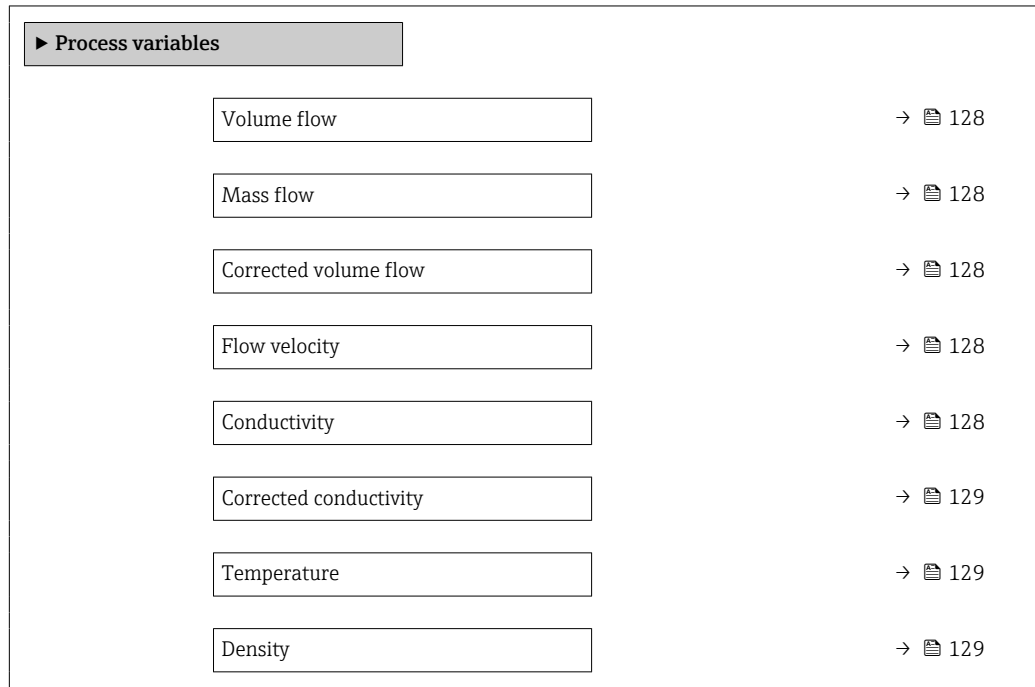 ▶ Process variables
Volume flow → 128
Mass flow → 128
Corrected volume flow → 128
Flow velocity → 128
Conductivity → 128
Corrected conductivity → 129
Temperature → 129
Density → 129